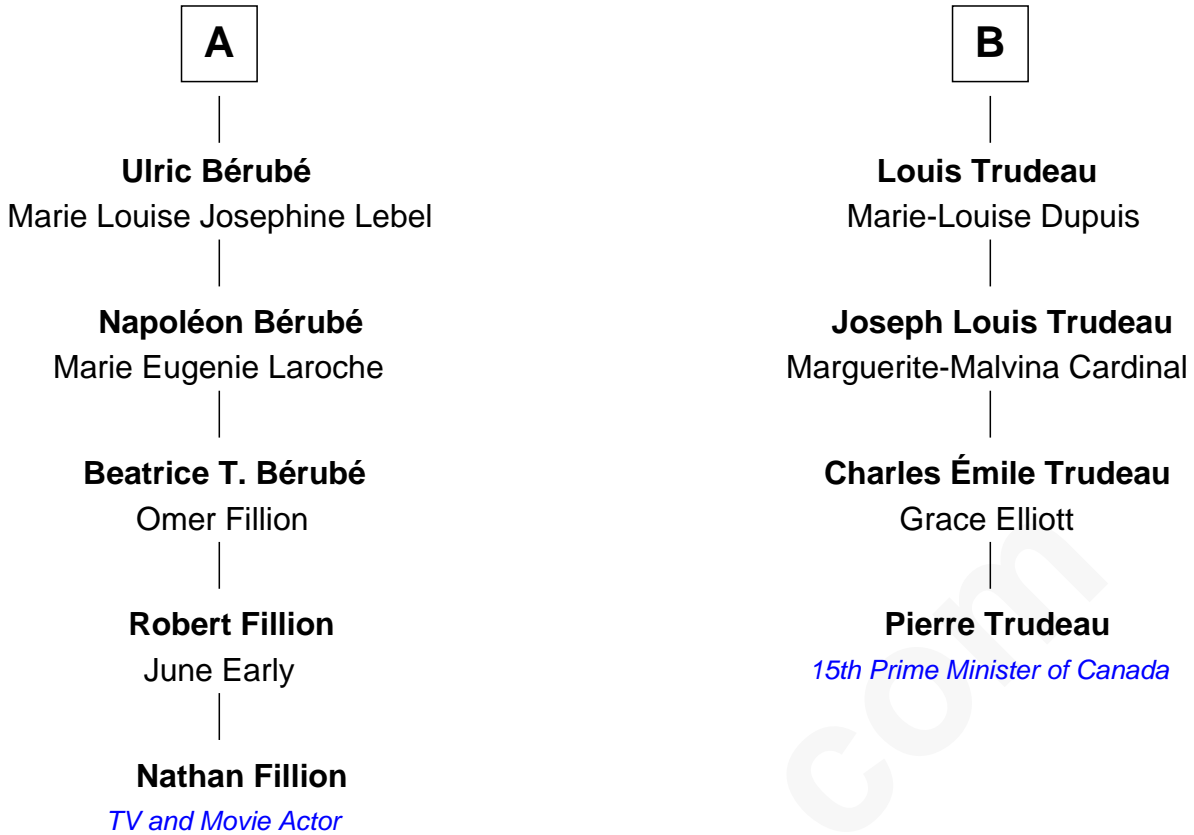 A
Ulric Bérubé
Marie Louise Josephine Lebel
Napoléon Bérubé
Marie Eugenie Laroche
Beatrice T. Bérubé
Omer Fillion
Robert Fillion
June Early
Nathan Fillion
TV and Movie Actor
B
Louis Trudeau
Marie-Louise Dupuis
Joseph Louis Trudeau
Marguerite-Malvina Cardinal
Charles Émile Trudeau
Grace Elliott
Pierre Trudeau
15th Prime Minister of Canada
com